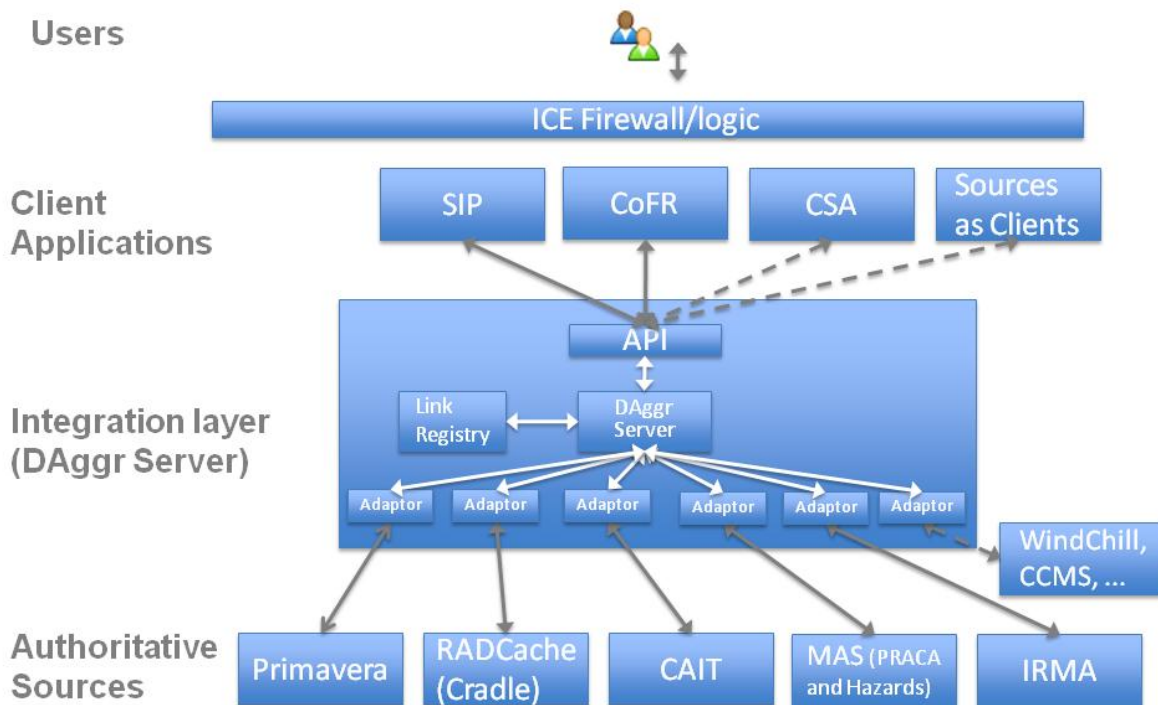 Users
ICE Firewall/logic
Client
Applications
SIP
CoFR
CSA
Sources
as Clients
API
Integration layer
(DAggr Server)
Link
Registry
DAggr
Server
Adaptor
Adaptor
Adaptor
Adaptor
Adaptor
Adaptor
WindChill,
CCMS, ...
Authoritative
Sources
Primavera
RADCache
(Cradle)
CAIT
MAS (PRACA
and Hazards)
IRMA